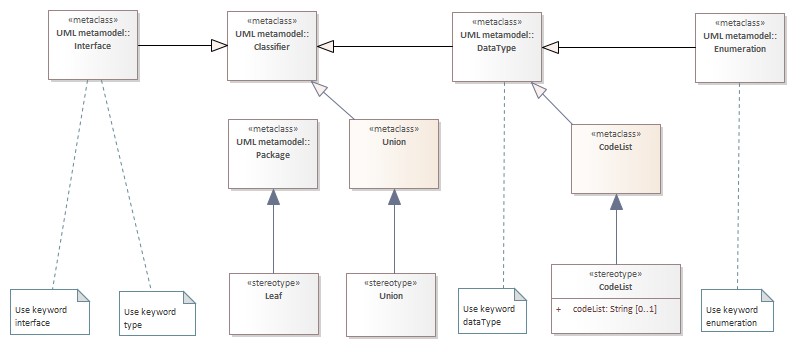 «metaclass»
UML metamodel::
Interface
«metaclass»
UML metamodel::
Classifier
«metaclass»
UML metamodel::
DataType
«metaclass»
UML metamodel::
Enumeration
«metaclass»
UML metamodel::
Package
«metaclass»
Union
«metaclass»
CodeList
Use keyword
interface
Use keyword
type
«stereotype»
Leaf
«stereotype»
Union
Use keyword
dataType
«stereotype»
CodeList
+ codeList: String [0..1]
Use keyword
enumeration